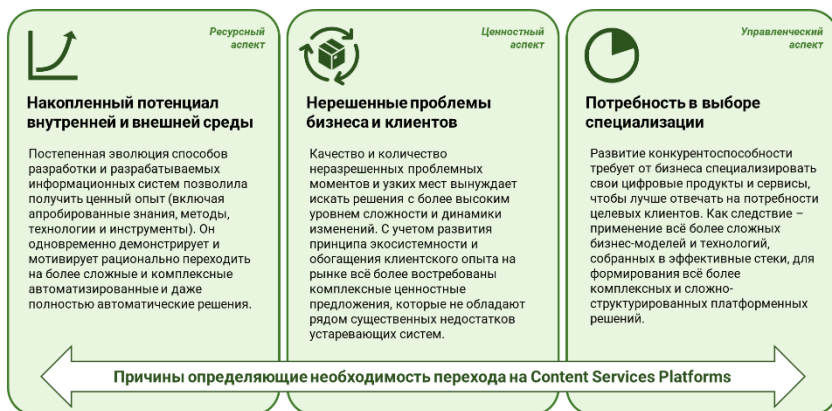 Ресурсный
аспект
Накопленный потенциал
внутренней и внешней среды
Постепенная эволюция способов
разработки и разрабатываемых
информационных систем позволила
получить ценный опыт (включая
апробированные знания, методы,
технологии и инструменты). Он
одновременно демонстрирует и
мотивирует рационально переходить
на более сложные и комплексные
автоматизированные и даже
полностью автоматические решения.
Ценностный
аспект
Нерешенные проблемы
бизнеса и клиентов
Качество и количество
неразрешенных проблемных
моментов и узких мест вынуждает
искать решения с более высоким
уровнем сложности и динамики
изменений. С учетом развития
принципа экосистемности и
обогащения клиентского опыта на
рынке всё более востребованы
комплексные ценностные
предложения, которые не обладают
рядом существенных недостатков
устаревающих систем.
Управленческий
аспект
Потребность в выборе
специализации
Развитие конкурентоспособности
требует от бизнеса специализировать
свои цифровые продукты и сервисы,
чтобы лучше отвечать на потребности
целевых клиентов. Как следствие –
применение всё более сложных
бизнес-моделей и технологий,
собранных в эффективные стеки, для
формирования всё более
комплексных и сложно-
структурированных платформенных
решений.
Причины определяющие необходимость перехода на Content Services Platforms